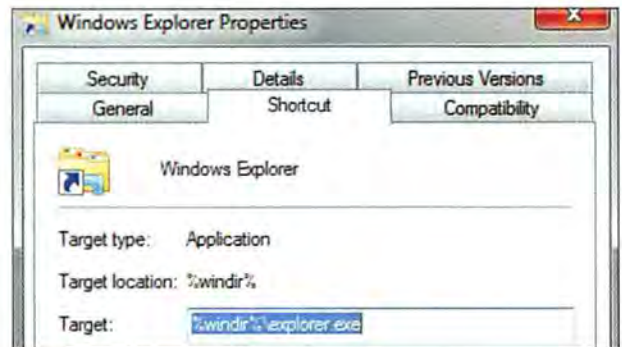 Windows Explorer Properties
Security Details Previous Versions
General Shortcut Compatibility
Windows Explorer
Target type: Application
Target location: %windir%
Target: %windir%\explorer.exe